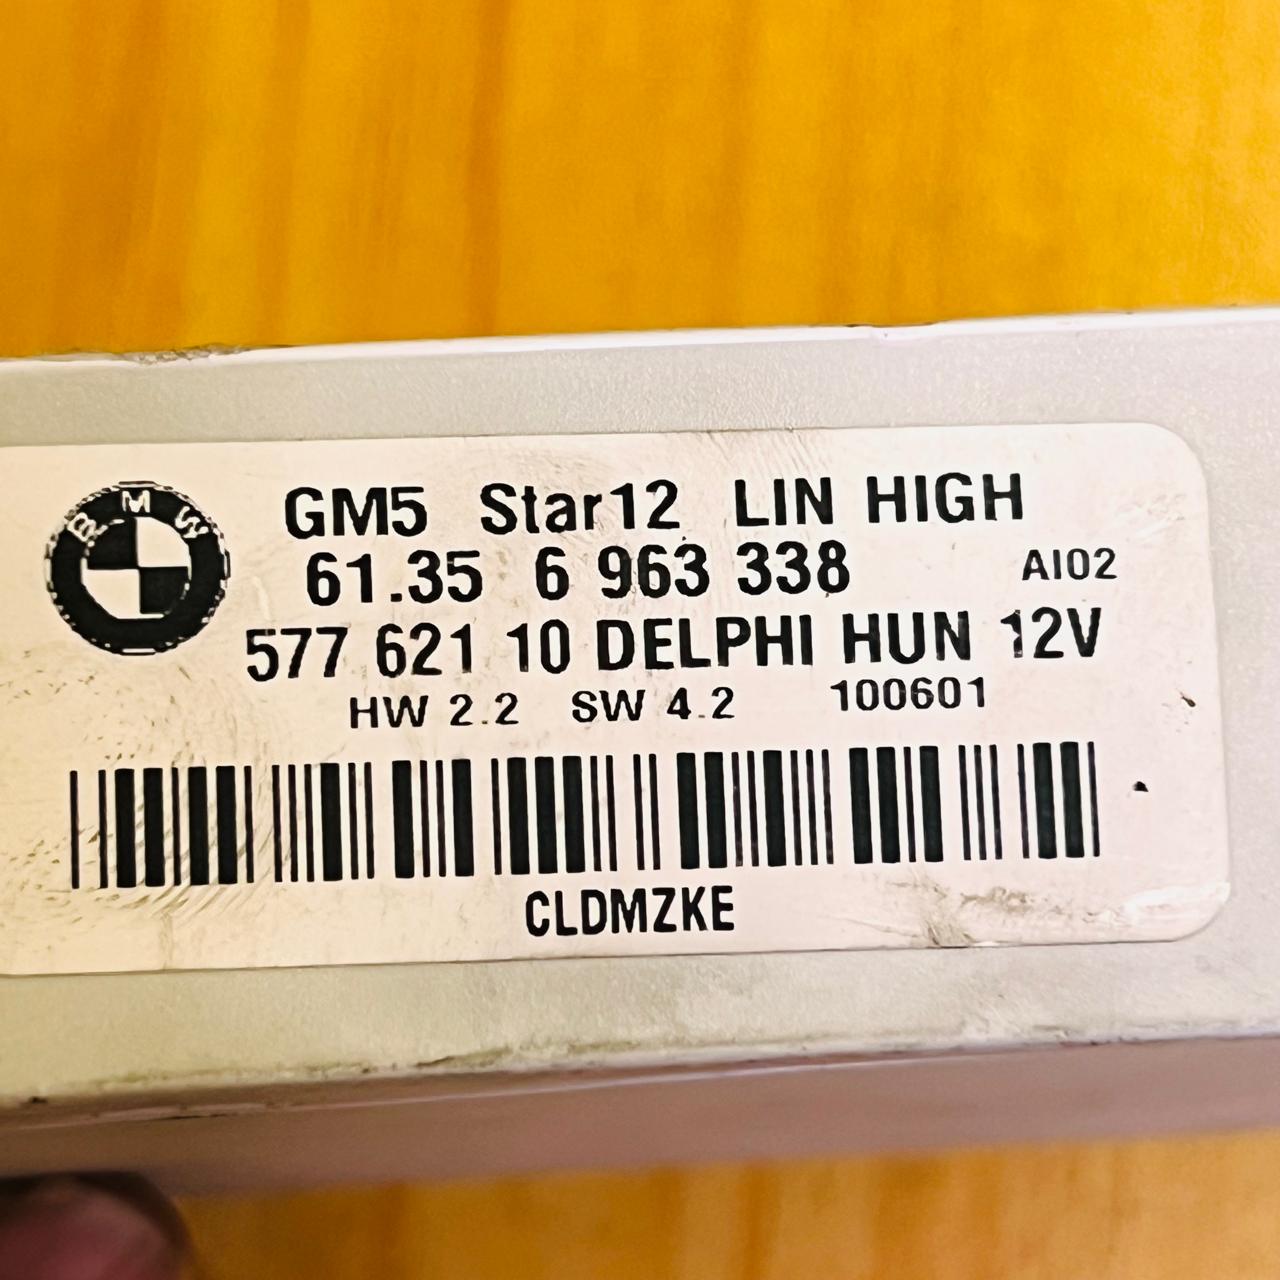 BMW
GM5 Star12 LIN HIGH
61.35 6 963 338 AI02
577 621 10 DELPHI HUN 12V
HW 2.2 SW 4.2 100601
CLDMZKE